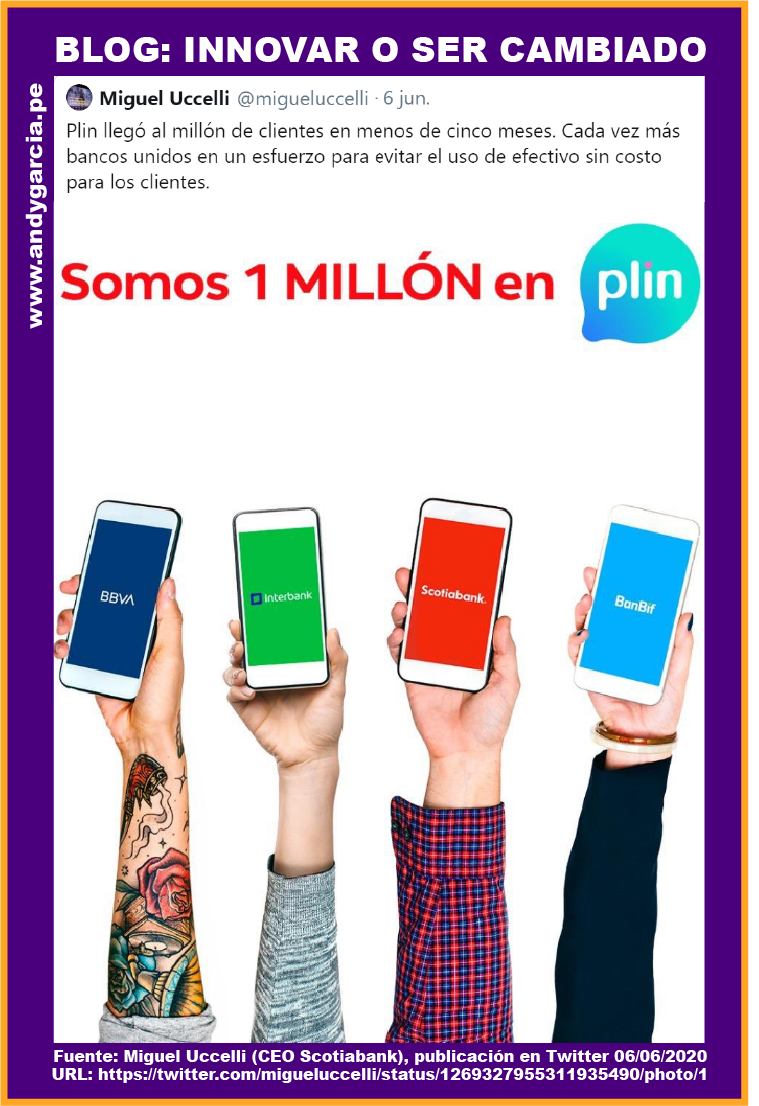 BLOG: INNOVAR O SER CAMBIADO
www.andygarcia.pe
Miguel Uccelli @migueluccelli · 6 jun.
Plin llegó al millón de clientes en menos de cinco meses. Cada vez más
bancos unidos en un esfuerzo para evitar el uso de efectivo sin costo
para los clientes.
Somos 1 MILLÓN en plin
BBVA
Interbank
Scotiabank.
BanBif
Fuente: Miguel Uccelli (CEO Scotiabank), publicación en Twitter 06/06/2020
URL: https://twitter.com/migueluccelli/status/1269327955311935490/photo/1